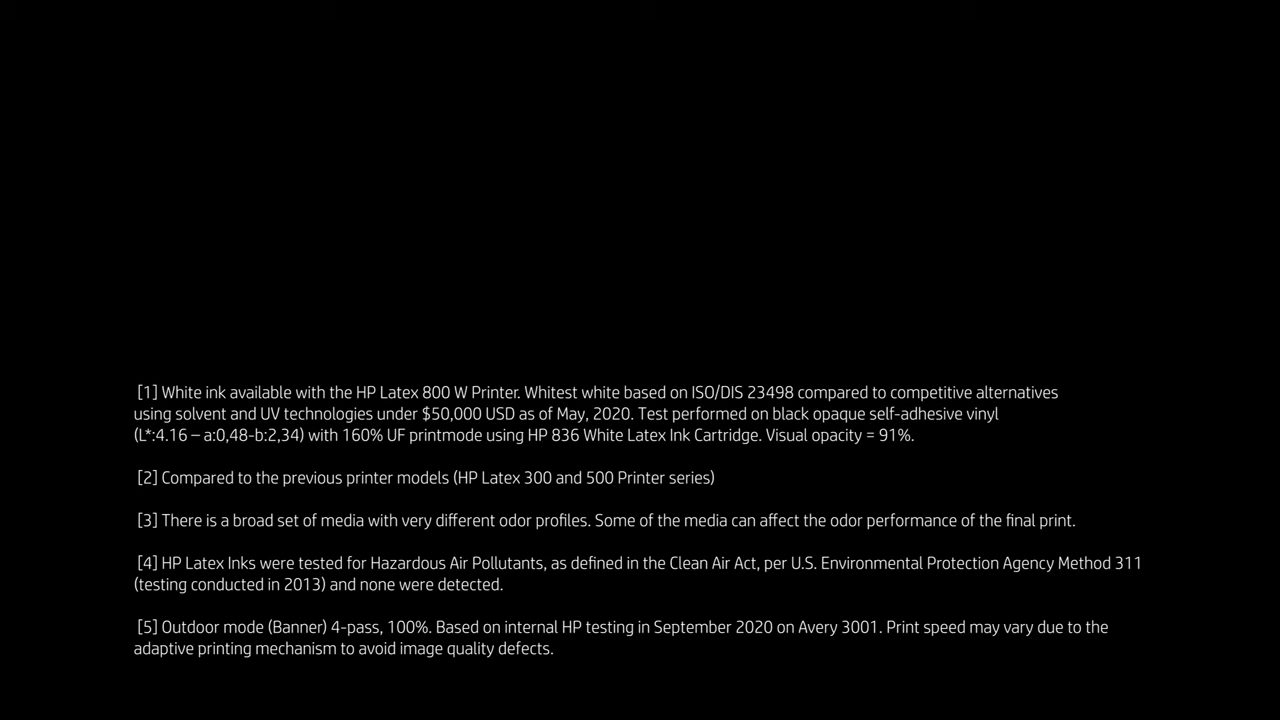 [1] White ink available with the HP Latex 800 W Printer. Whitest white based on ISO/DIS 23498 compared to competitive alternatives
using solvent and UV technologies under $50,000 USD as of May, 2020. Test performed on black opaque self-adhesive vinyl
(L*:4.16 – a:0,48-b:2,34) with 160% UF printmode using HP 836 White Latex Ink Cartridge. Visual opacity = 91%.
[2] Compared to the previous printer models (HP Latex 300 and 500 Printer series)
[3] There is a broad set of media with very different odor profiles. Some of the media can affect the odor performance of the final print.
[4] HP Latex Inks were tested for Hazardous Air Pollutants, as defined in the Clean Air Act, per U.S. Environmental Protection Agency Method 311
(testing conducted in 2013) and none were detected.
[5] Outdoor mode (Banner) 4-pass, 100%. Based on internal HP testing in September 2020 on Avery 3001. Print speed may vary due to the
adaptive printing mechanism to avoid image quality defects.